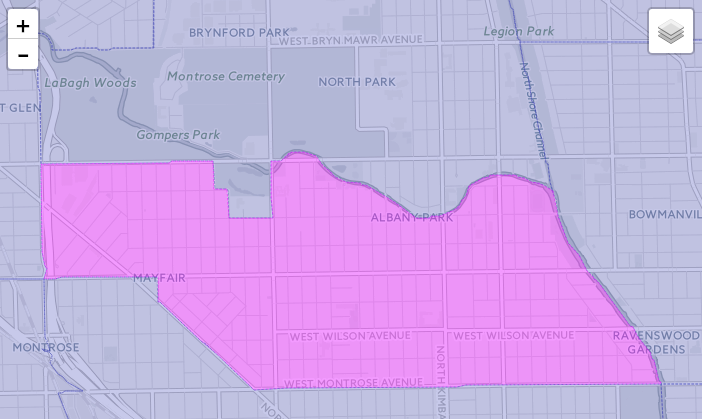 +
-
BRYNFORD PARK
WEST BRYN MAWR AVENUE
Legion Park
LaBagh Woods
Montrose Cemetery
NORTH PARK
T GLEN
North Shore Channel
Gompers Park
ALBANY PARK
BOWMANVIL
MAYFAIR
WEST WILSON AVENUE
WEST WILSON AVENUE
RAVENSWOOD
GARDENS
MONTROSE
WEST MONTROSE AVENUE
NORTH KIMBA
NO